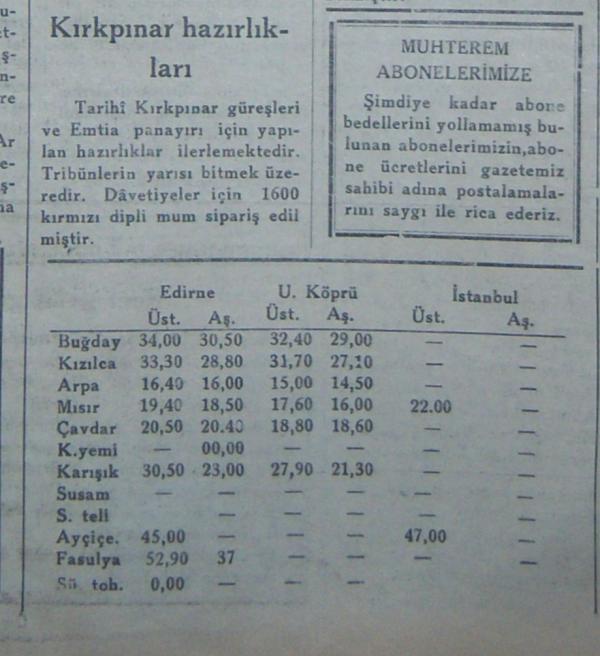 u-
t-
ş-
n-
re
Ar
e-
ş-
na
Kırkpınar hazırlık-
ları
Tarihî Kırkpınar güreşleri
ve Emtia panayırı için yapı-
lan hazırlıklar ilerlemektedir.
Tribünlerin yarısı bitmek üze-
redir. Dâvetiyeler için 1600
kırmızı dipli mum sipariş edil
miştir.
MUHTEREM
ABONELERİMİZE
Şimdiye kadar abone
bedellerini yollamamış bu-
lunan abonelerimizin,abo-
ne ücretlerini gazetemiz
sahibi adına postalamala-
rını saygı ile rica ederiz.
Edirne U. Köprü İstanbul
Üst. Aş. Üst. Aş. Üst. Aş.
Buğday 34,00 30,50 32,40 29,00 — —
Kızılca 33,30 28,80 31,70 27,10 — —
Arpa 16,40 16,00 15,00 14,50 — —
Mısır 19,40 18,50 17,60 16,00 22.00 —
Çavdar 20,50 20.40 18,80 18,60 — —
K.yemi — 00,00 — — — —
Karışık 30,50 23,00 27,90 21,30 — —
Susam — — — — — —
S. teli — — — — — —
Ayçiçe. 45,00 — — — 47,00 —
Fasulya 52,90 37 — — — —
Sü. toh. 0,00 — — — — —